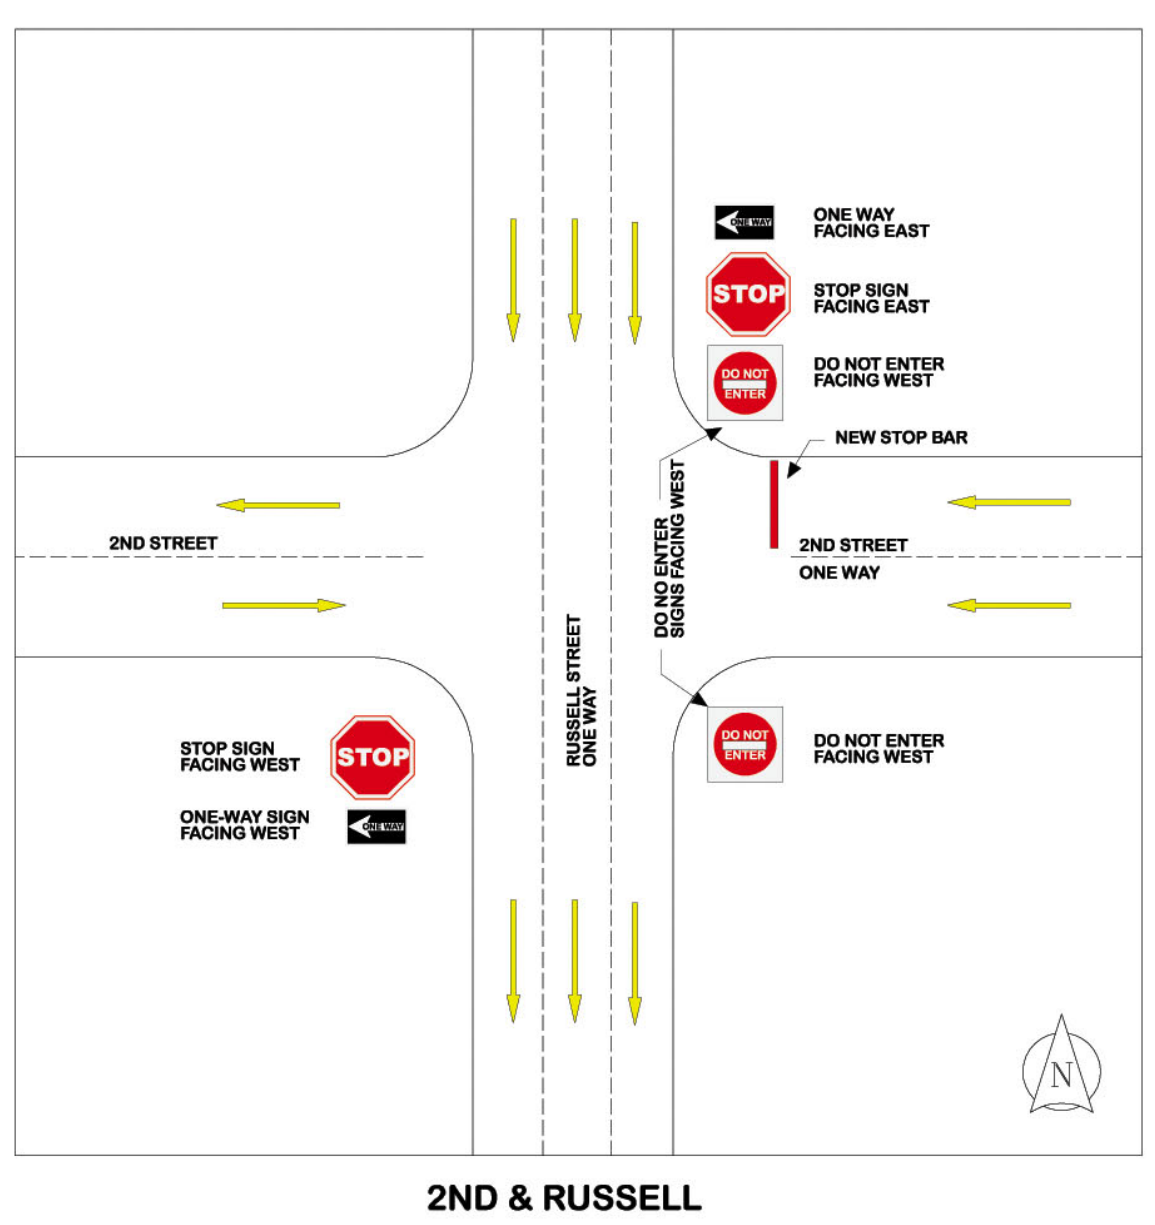 ONE WAY
ONE WAY
FACING EAST
STOP
STOP SIGN
FACING EAST
DO NOT
ENTER
DO NOT ENTER
FACING WEST
NEW STOP BAR
DO NO ENTER
SIGNS FACING WEST
2ND STREET
2ND STREET
ONE WAY
RUSSELL STREET
ONE WAY
STOP SIGN
FACING WEST
STOP
ONE-WAY SIGN
FACING WEST
ONE WAY
DO NOT
ENTER
DO NOT ENTER
FACING WEST
N
2ND & RUSSELL